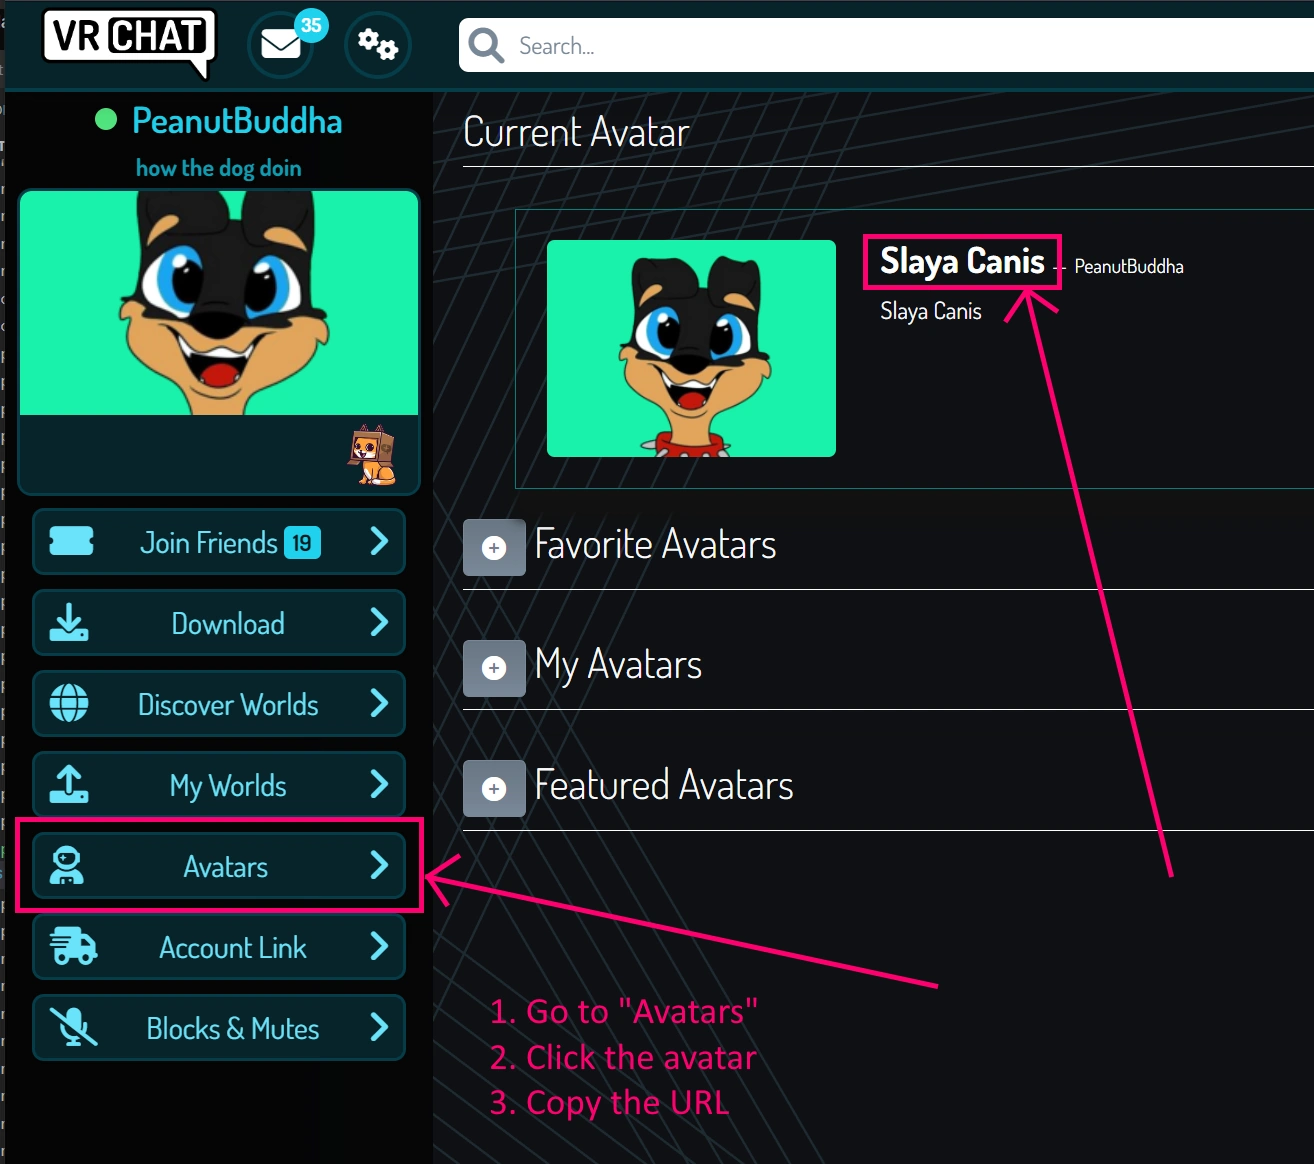 VRCHAT
35
Search...
PeanutBuddha
how the dog doin
Join Friends 19
Download
Discover Worlds
My Worlds
Avatars
Account Link
Blocks & Mutes
Current Avatar
Slaya Canis — PeanutBuddha
Slaya Canis
Favorite Avatars
My Avatars
Featured Avatars
1. Go to "Avatars"
2. Click the avatar
3. Copy the URL